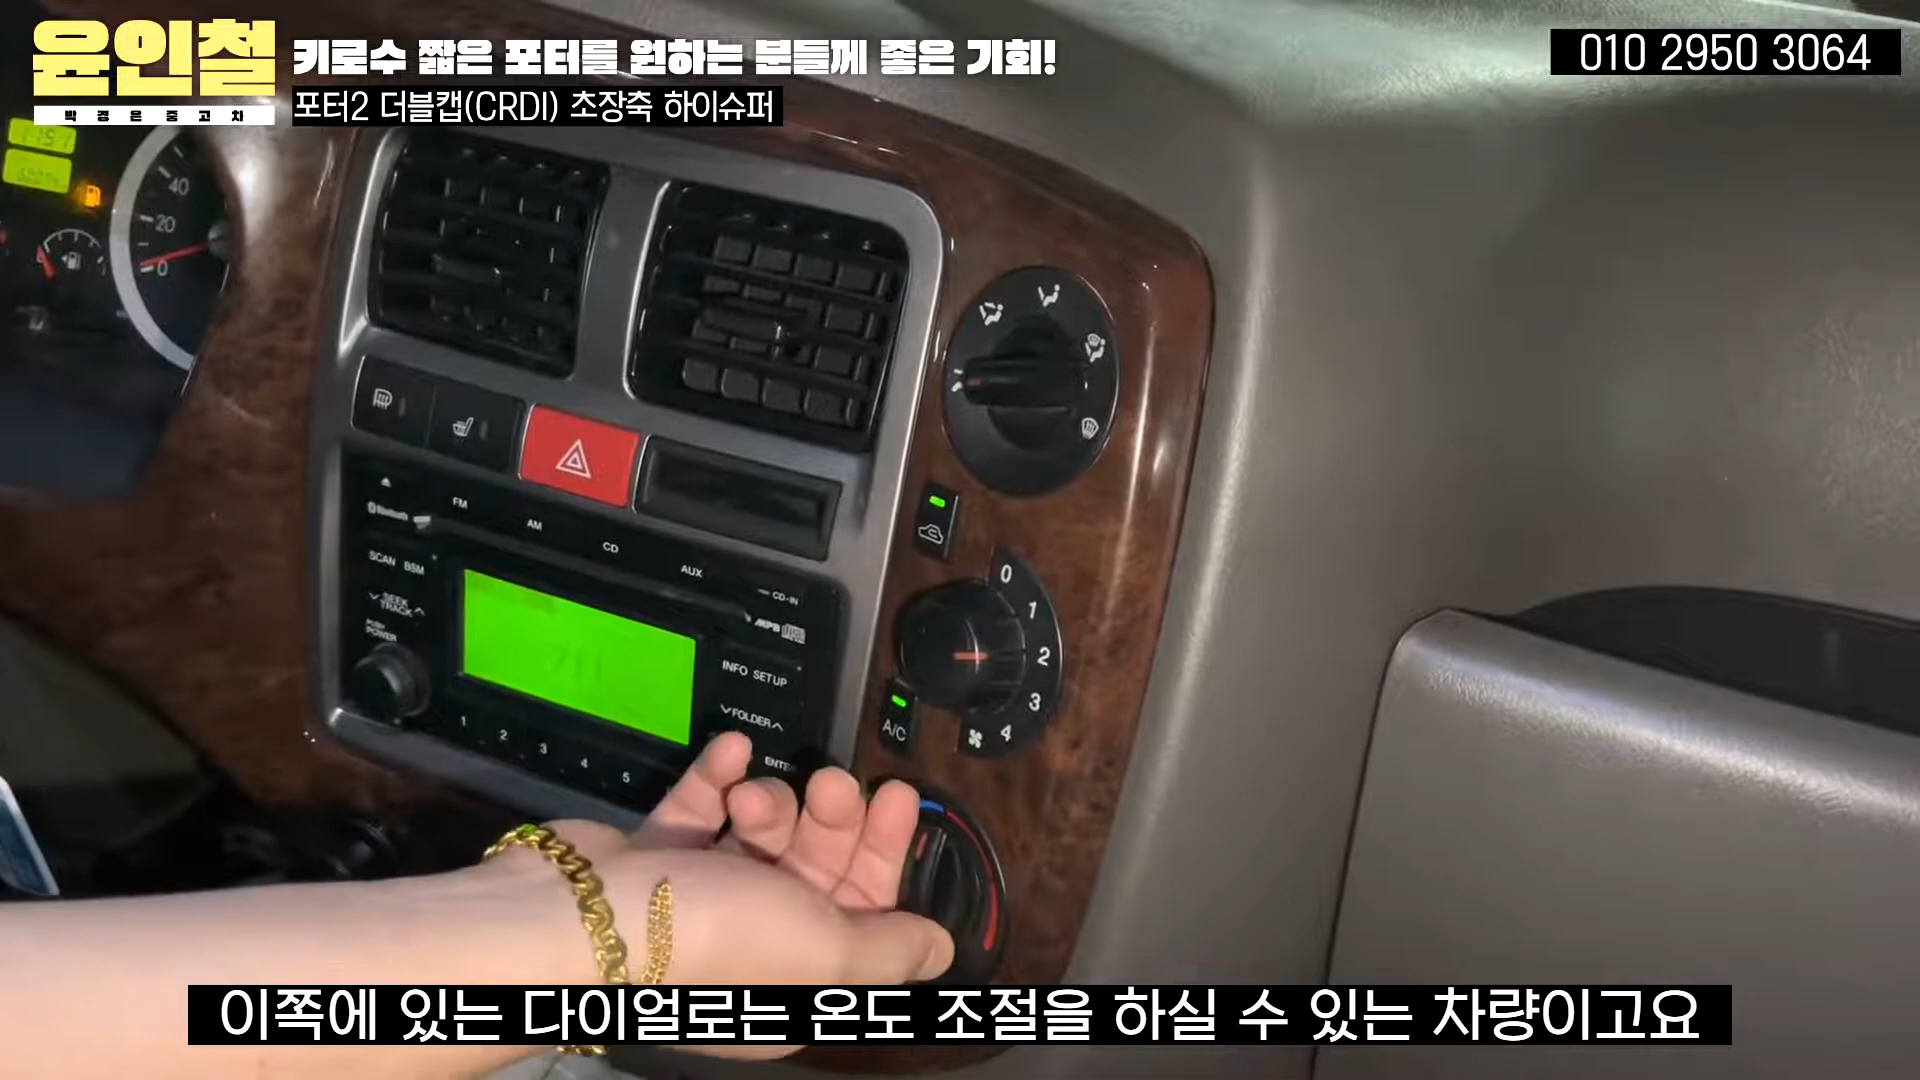 윤인철
박경은중고차
키로수 짧은 포터를 원하는 분들께 좋은 기회!
포터2 더블캡(CRDI) 초장축 하이슈퍼
010 2950 3064
40
20
0
FM
AM
CD
AUX
Bluetooth
SCAN BSM
CD-IN
SEEK
TRACK
MP3
PUSH
POWER
INFO SETUP
FOLDER
1 2 3 4 5
0
1
2
3
4
A/C
이쪽에 있는 다이얼로는 온도 조절을 하실 수 있는 차량이고요